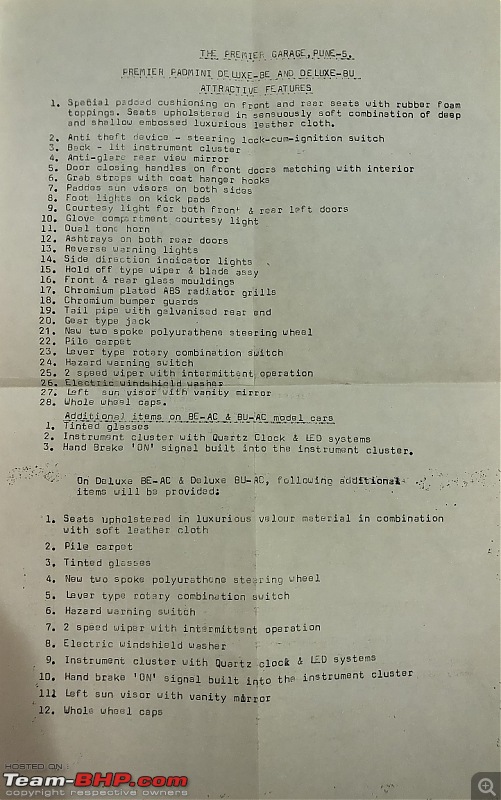 THE PREMIER GARAGE, PUNE-5.
PREMIER PADMINI DELUXE-BE AND DELUXE-BU
ATTRACTIVE FEATURES
1. Spetial padded cushioning on front and rear seats with rubber foam
toppings. Seats upholstered in sensuously soft combination of deep
and shallow embossed luxurious leather cloth.
2. Anti theft device - steering lock-cum-ignition switch
3. Back - lit instrument cluster
4. Anti-glare rear view mirror
5. Door closing handles on front doors matching with interior
6. Grab straps with coat hanger hooks
7. Paddes sun visors on both sides
8. Foot lights on kick pads
9. Courtesy light for both front & rear left doors
10. Glove compartment courtesy light
11. Dual tone horn
12. Ashtrays on both rear doors
13. Reverse warning lights
14. Side direction indicator lights
15. Hold off type wiper & blade assy
16. Front & rear glass mouldings
17. Chromium plated ABS radiator grills
18. Chromium bumper guards
19. Tail pipe with galvanised rear end
20. Gear type jack
21. New two spoke polyurathene steering wheel
22. Pile carpet
23. Lever type rotary combination switch
24. Hazard warning switch
25. 2 speed wiper with intermittent operation
26. Electric windshield washer
27. Left sun visor with vanity mirror
28. Whole wheel caps.
Additional items on BE-AC & BU-AC model cars
1. Tinted glasses
2. Instrument cluster with Quartz Clock & LED systems
3. Hand Brake 'ON' signal built into the instrument cluster.
On Deluxe BE-AC & Deluxe BU-AC, following additional
items will be provided:
1. Seats upholstered in luxurious velour material in combination
with soft leather cloth
2. Pile carpet
3. Tinted glasses
4. New two spoke polyurathene steering wheel
5. Lever type rotary combination switch
6. Hazard warning switch
7. 2 speed wiper with intermittent operation
8. Electric windshield washer
9. Instrument cluster with Quartz clock & LED systems
10. Hand brake 'ON' signal built into the instrument cluster
111 Left sun visor with vanity mirror
12. Whole wheel caps
HOSTED ON :
Team-BHP.com
copyright respective owners